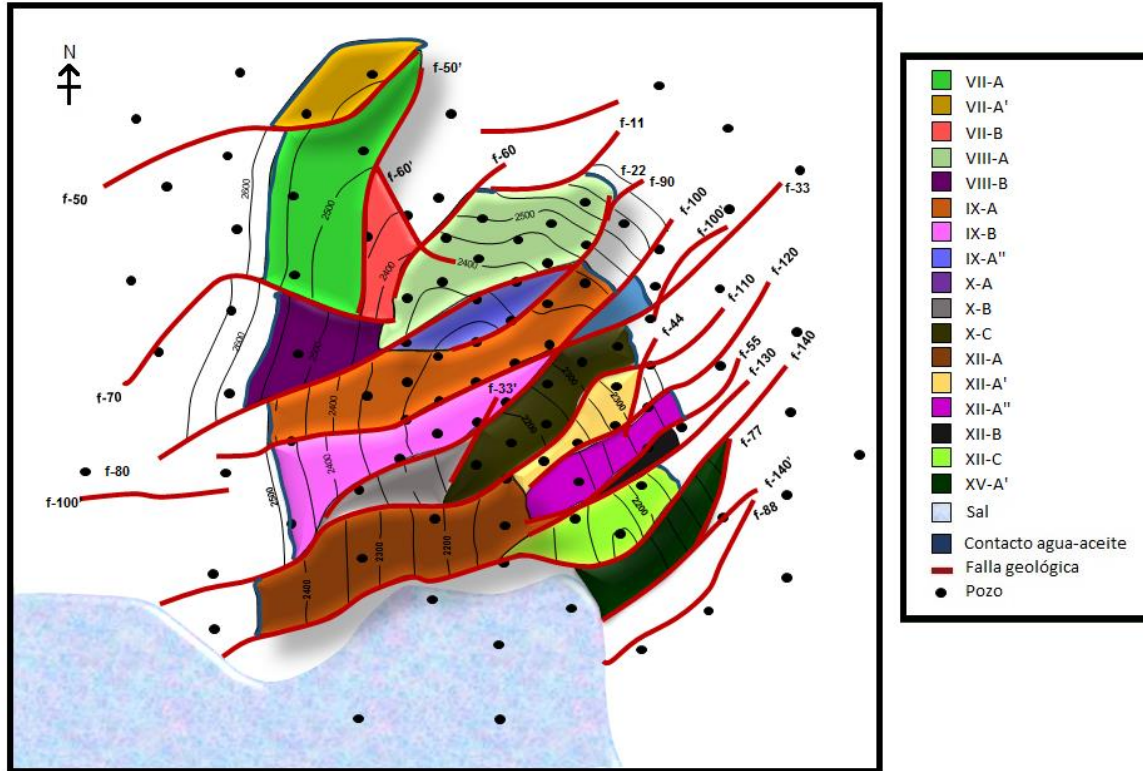 N
f-50'
f-50
f-60'
f-60
f-11
f-22
f-90
f-100
f-100'
f-33
f-120
f-110
f-44
f-55
f-140
f-130
f-33'
f-77
f-140'
f-88
f-70
f-80
f-100
2600
2500
2400
2500
2400
2600
2500
2400
2400
2500
2300
2200
2300
2200
2400
2300
2200
VII-A
VII-A'
VII-B
VIII-A
VIII-B
IX-A
IX-B
IX-A"
X-A
X-B
X-C
XII-A
XII-A'
XII-A"
XII-B
XII-C
XV-A'
Sal
Contacto agua-aceite
Falla geológica
Pozo